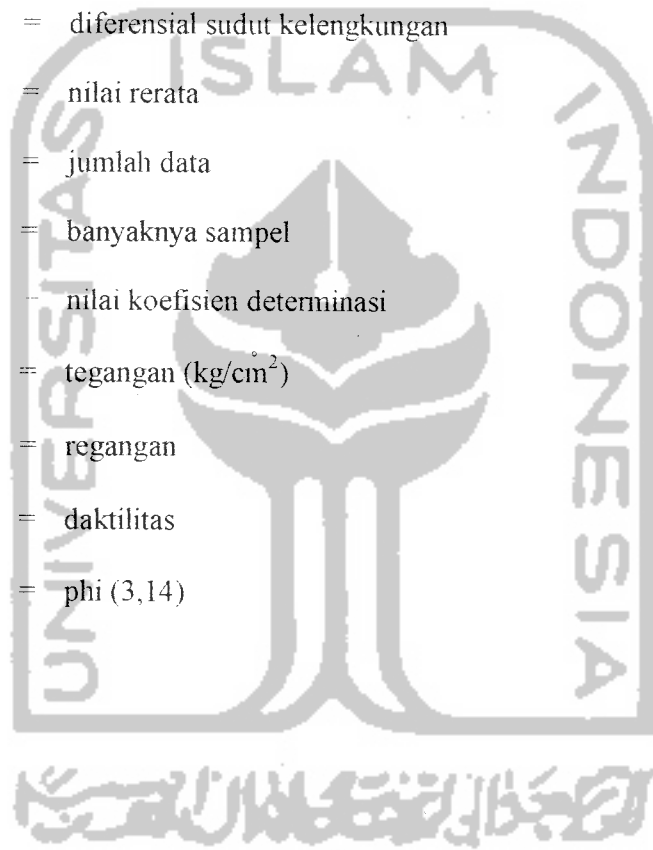 = diferensial sudut kelengkungan
= nilai rerata
= jumlah data
= banyaknya sampel
= nilai koefisien determinasi
= tegangan (kg/cm²)
= regangan
= daktilitas
= phi (3,14)
UNIVERSITAS
ISLAM
INDONESIA